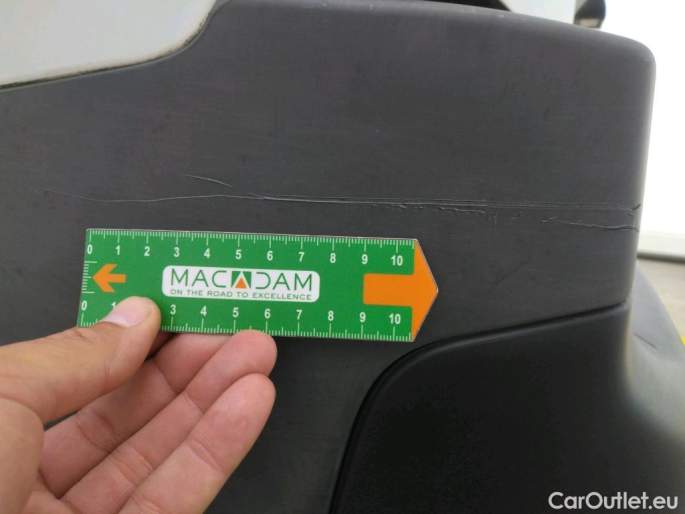 0 1 2 3 4 5 6 7 8 9 10
MACADAM
ON THE ROAD TO EXCELLENCE
0 1 3 4 5 6 7 8 9 10
CarOutlet.eu